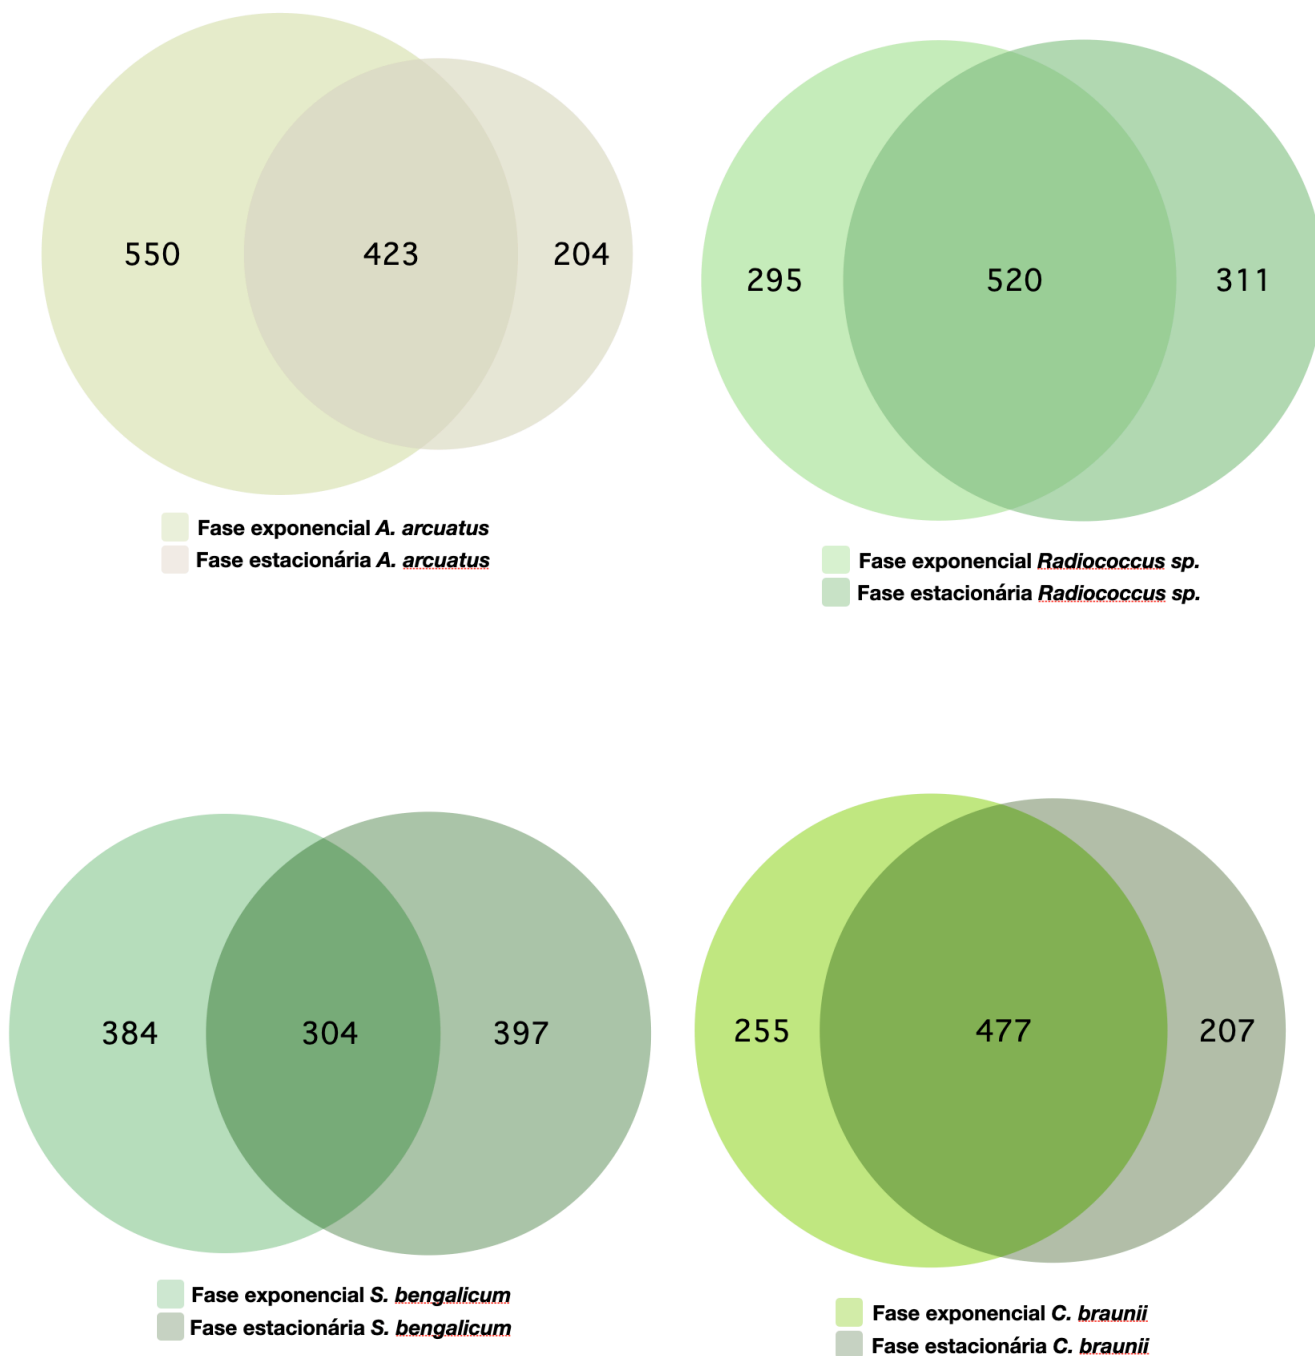 550 423 204
295 520 311
Fase exponencial A. arcuatus
Fase estacionária A. arcuatus
Fase exponencial Radiococcus sp.
Fase estacionária Radiococcus sp.
384 304 397
255 477 207
Fase exponencial S. bengalicum
Fase estacionária S. bengalicum
Fase exponencial C. braunii
Fase estacionária C. braunii